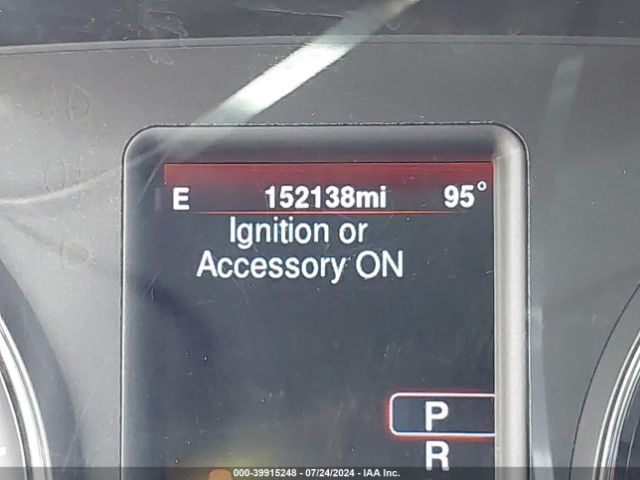 E 152138mi 95°
Ignition or
Accessory ON
P
R
000-39915248 - 07/24/2024 - IAA Inc.